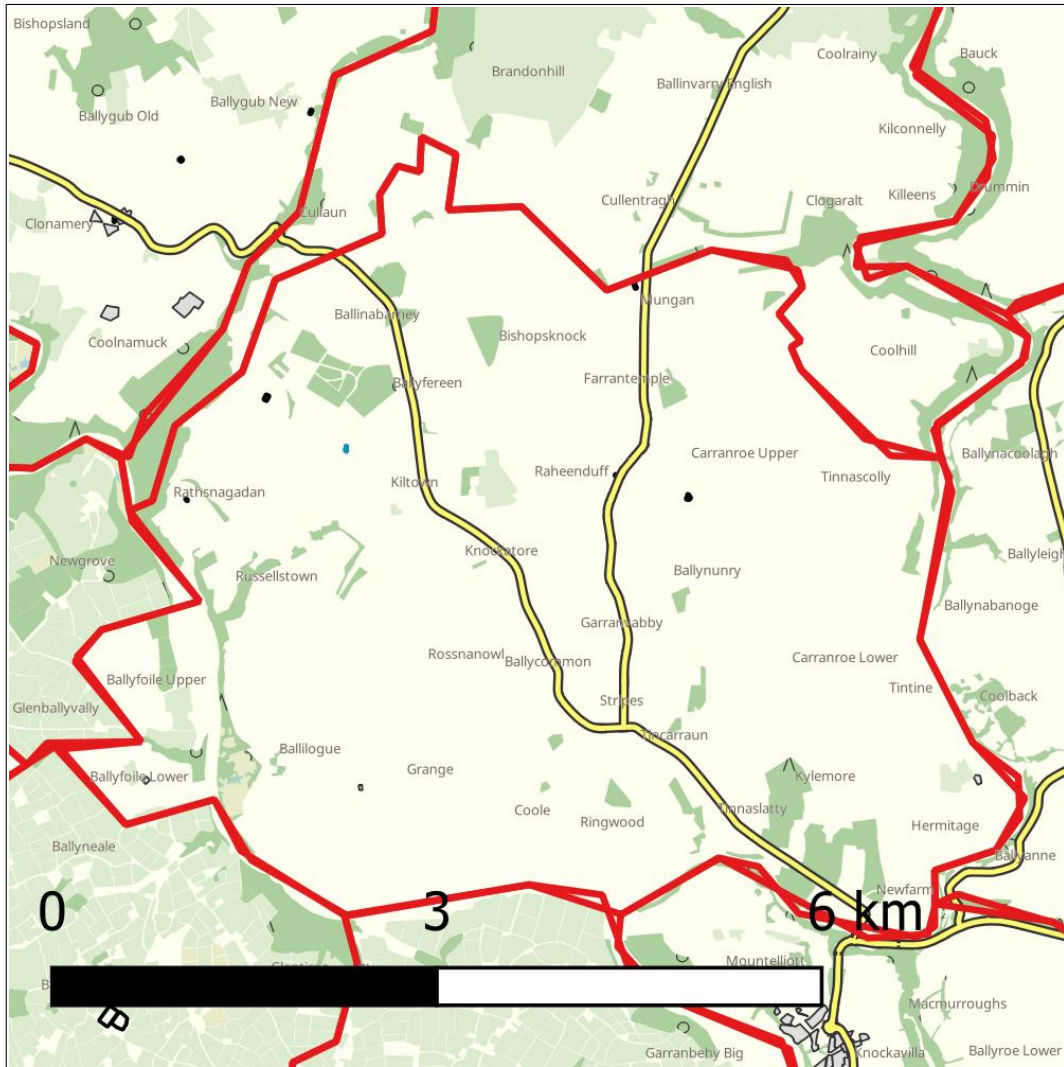 Bishopsland
Brandonhill
Coolrainy
Bauck
Ballinvarry English
Ballygub New
Ballygub Old
Kilconnelly
Drummin
Killeens
Cullentragh
Clogaralt
Cullaun
Clonamery
Mungan
Ballinabarney
Bishopsknock
Coolnamuck
Coolhill
Farrantemple
Ballyfereen
Carranroe Upper
Ballynacoolagh
Raheenduff
Tinnascolly
Kiltown
Rathsnagadan
Knockatore
Ballyleigh
Newgrove
Ballynunry
Russellstown
Ballynabanoge
Garranvabby
Rossnanowl
Ballycommon
Carranroe Lower
Ballyfoile Upper
Tintine
Coolback
Stripes
Glenballyvally
Tincarraun
Ballilogue
Grange
Ballyfoile Lower
Kylemore
Coole
Tinnaslatty
Ringwood
Hermitage
Ballyneale
Ballyanne
Newfarm
0 3 6 km
Mountelliott
Macmurroughs
Garranbehy Big
Knockavilla
Ballyroe Lower